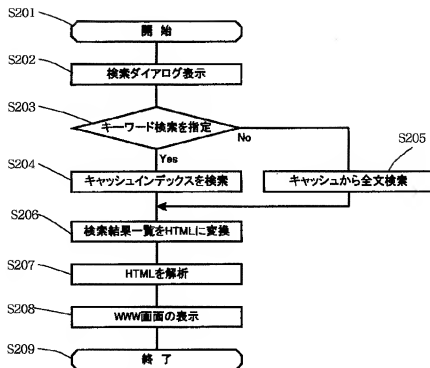 S201
開 始
S202
検索ダイアログ表示
S203
キーワード検索を指定
No
Yes
S204
キャッシュインデックスを検索
S205
キャッシュから全文検索
S206
検索結果一覧をHTMLに変換
S207
HTMLを解析
S208
WWW画面の表示
S209
終 了